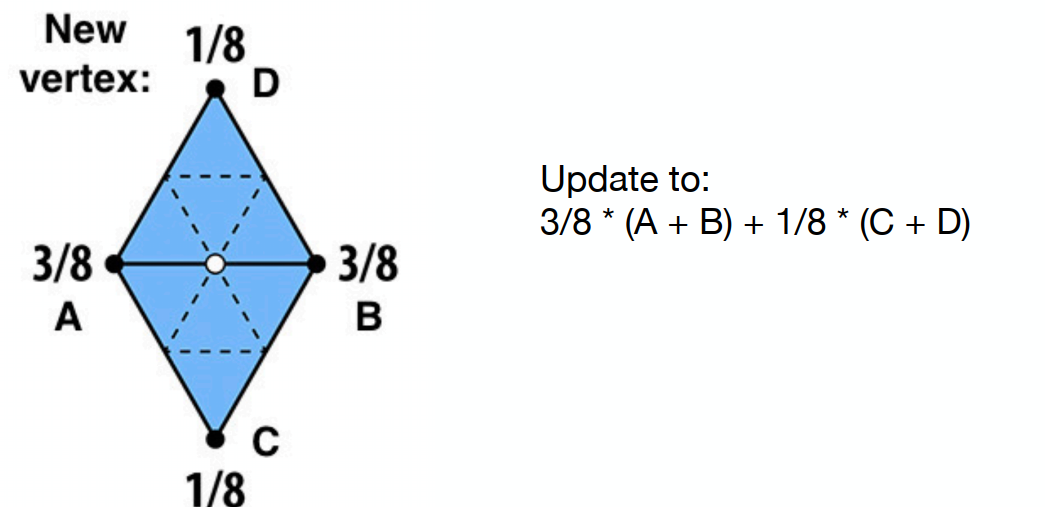 New
vertex:
1/8
D
3/8
A
3/8
B
C
1/8
Update to:
3/8 * (A + B) + 1/8 * (C + D)